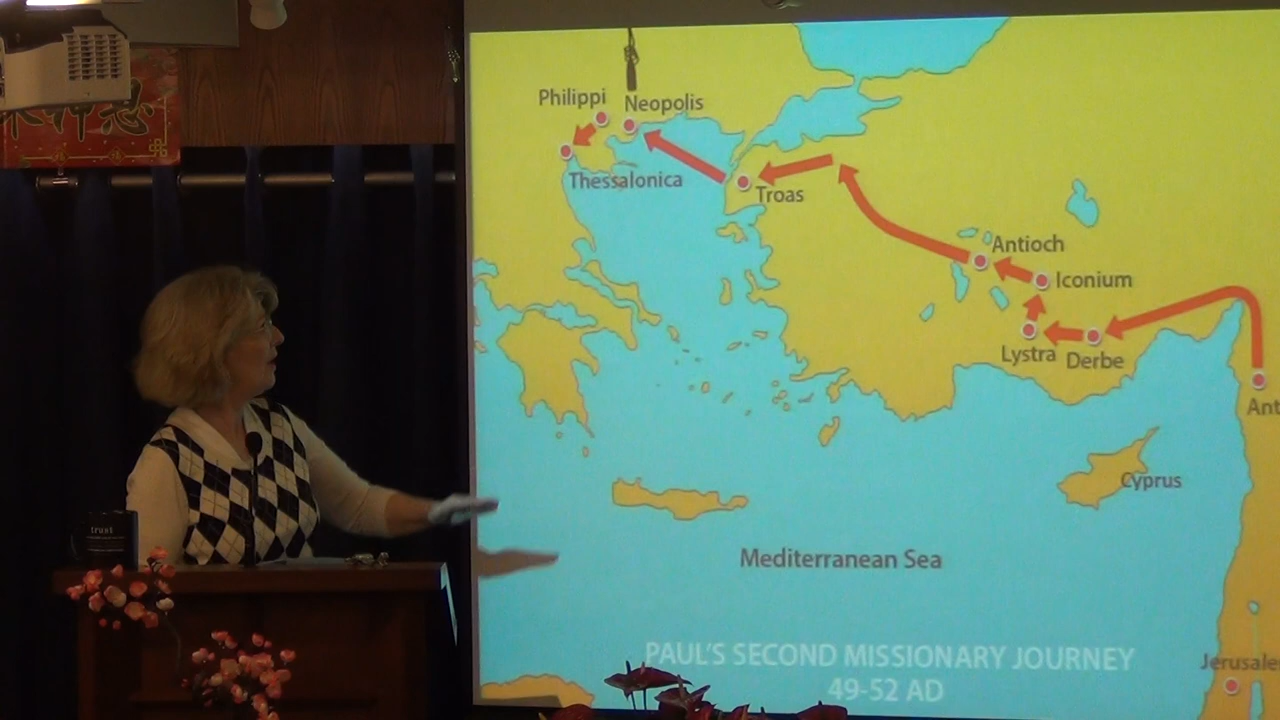 Philippi
Neopolis
Thessalonica
Troas
Antioch
Iconium
Lystra
Derbe
Ant
Cyprus
Mediterranean Sea
PAUL'S SECOND MISSIONARY JOURNEY
49-52 AD
Jerusale
trust